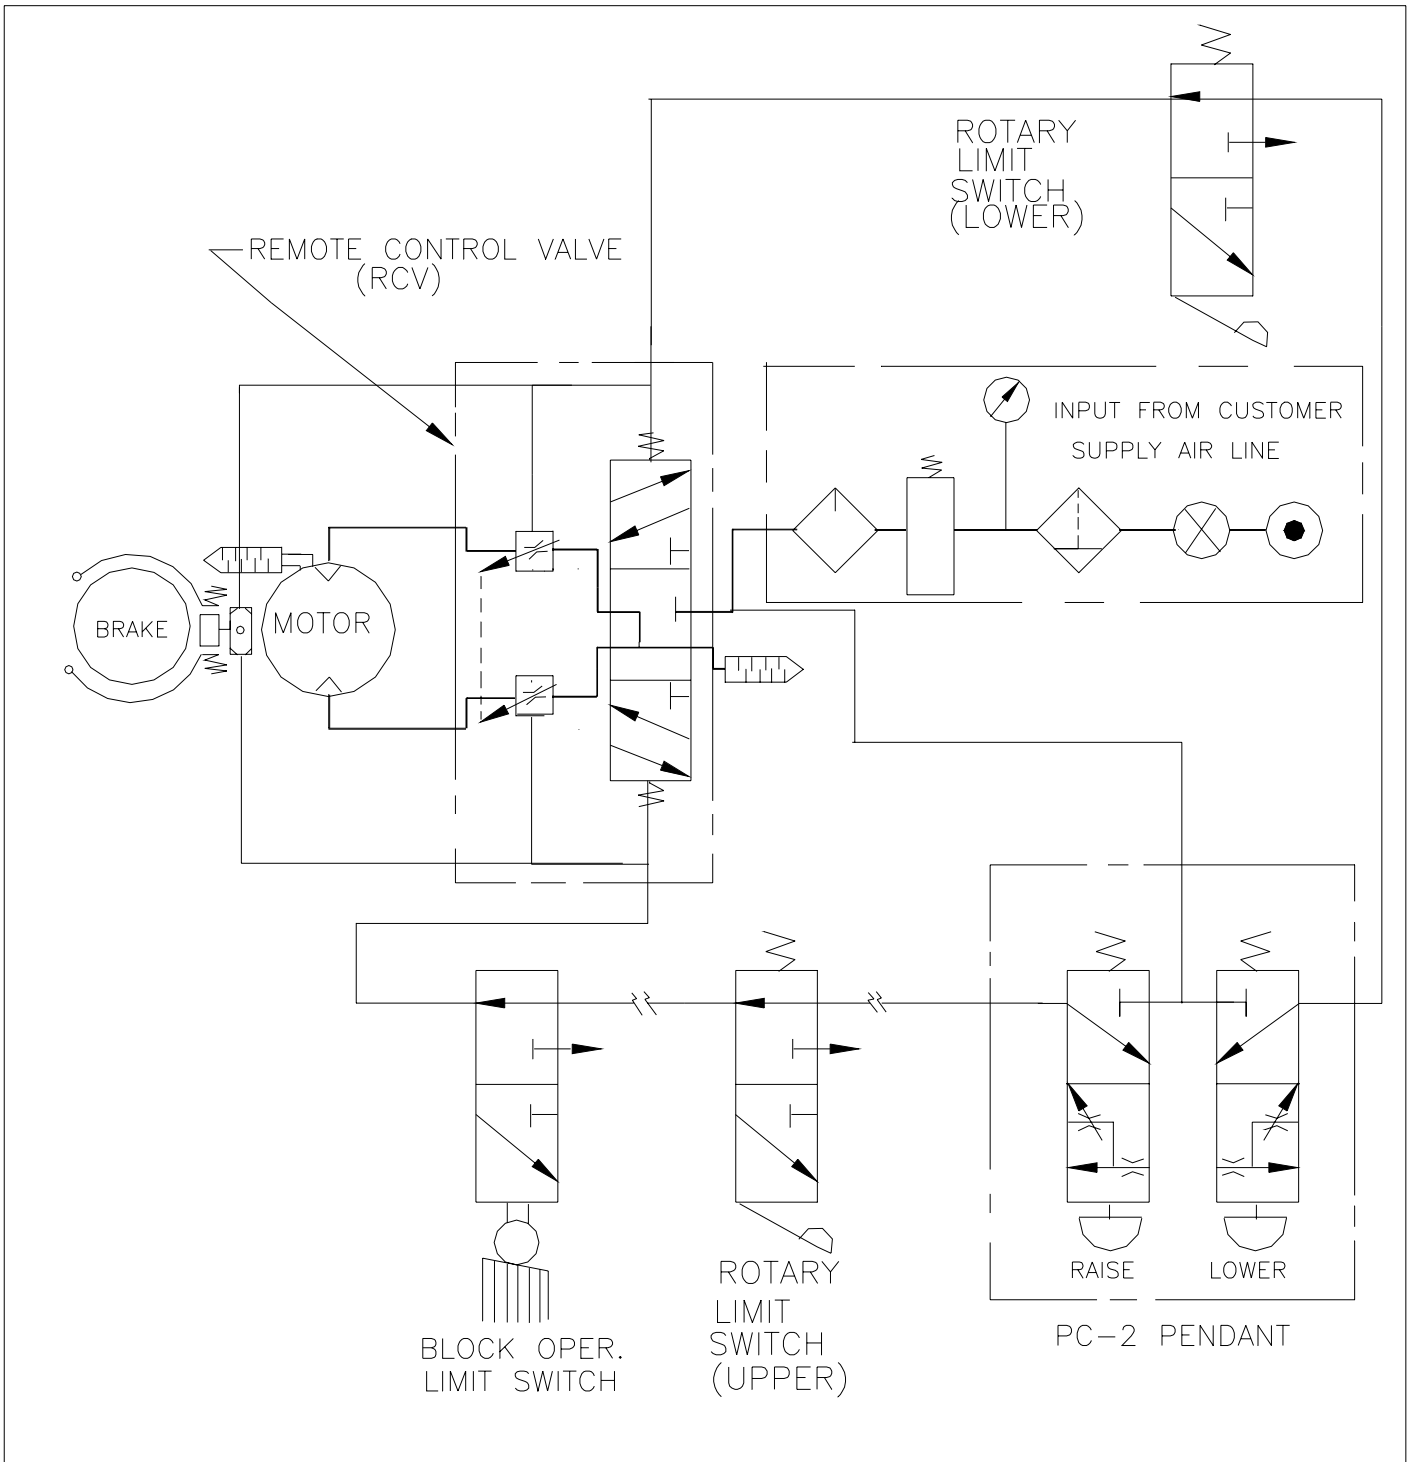 ROTARY
LIMIT
SWITCH
(LOWER)
REMOTE CONTROL VALVE
(RCV)
INPUT FROM CUSTOMER
SUPPLY AIR LINE
BRAKE
MOTOR
RAISE
LOWER
PC-2 PENDANT
ROTARY
LIMIT
SWITCH
(UPPER)
BLOCK OPER.
LIMIT SWITCH